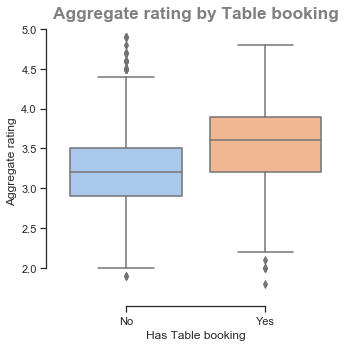 Aggregate rating by Table booking
5.0
4.5
4.0
3.5
3.0
2.5
2.0
Aggregate rating
No
Yes
Has Table booking